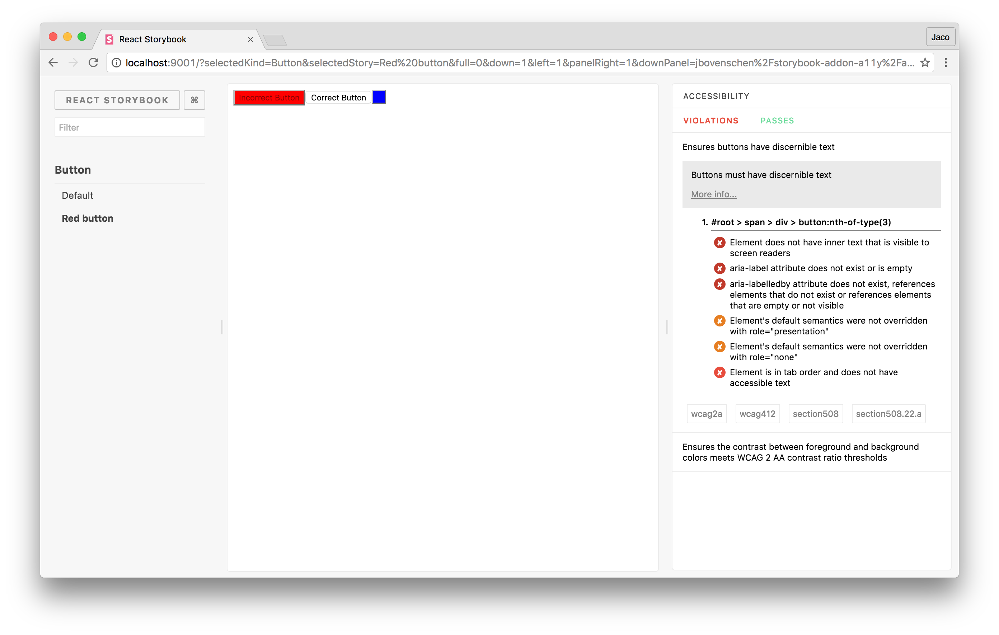 React Storybook
Jaco
localhost:9001/?selectedKind=Button&selectedStory=Red%20button&full=0&down=1&left=1&panelRight=1&downPanel=jbovenschen%2Fstorybook-addon-a11y%2Fa...
REACT STORYBOOK
⌘
Filter
Button
Default
Red button
Incorrect Button
Correct Button
ACCESSIBILITY
VIOLATIONS
PASSES
Ensures buttons have discernible text
Buttons must have discernible text
More info...
1. #root > span > div > button:nth-of-type(3)
Element does not have inner text that is visible to
screen readers
aria-label attribute does not exist or is empty
aria-labelledby attribute does not exist, references
elements that do not exist or references elements
that are empty or not visible
Element's default semantics were not overridden
with role="presentation"
Element's default semantics were not overridden
with role="none"
Element is in tab order and does not have
accessible text
wcag2a
wcag412
section508
section508.22.a
Ensures the contrast between foreground and background
colors meets WCAG 2 AA contrast ratio thresholds